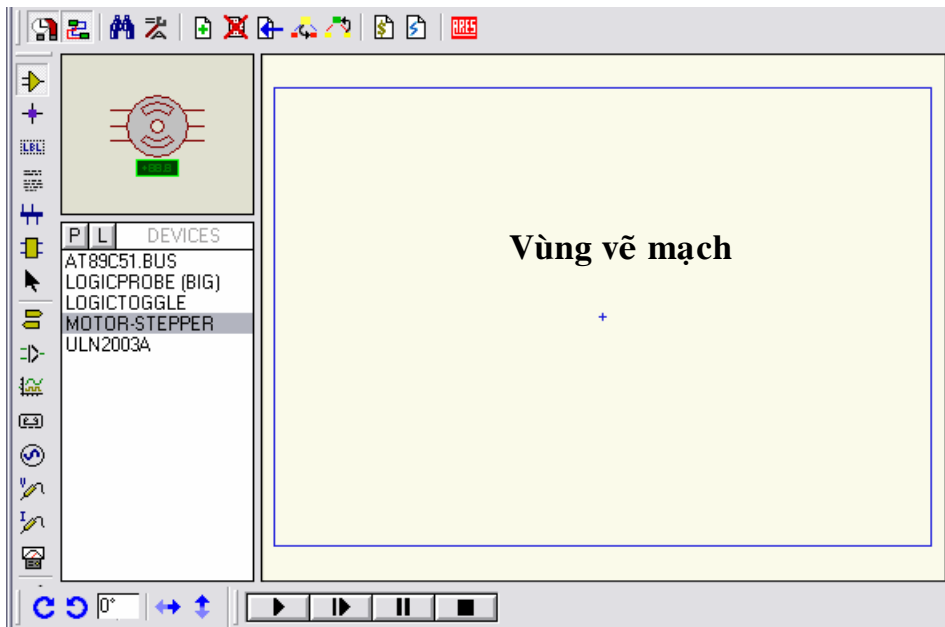 ARES
LBL
P L DEVICES
AT89C51.BUS
LOGICPROBE (BIG)
LOGICTOGGLE
MOTOR-STEPPER
ULN2003A
Vùng vẽ mạch
V
I
0°